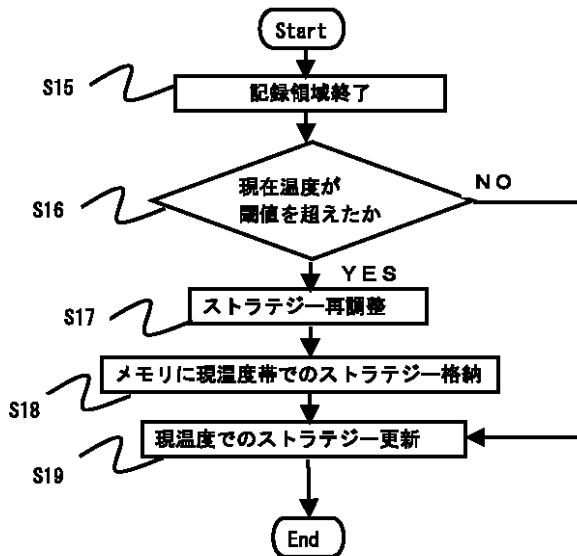 Start
S15
記録領域終了
S16
現在温度が
閾値を超えたか
NO
YES
S17
ストラテジー再調整
S18
メモリに現温度帯でのストラテジー格納
S19
現温度でのストラテジー更新
End